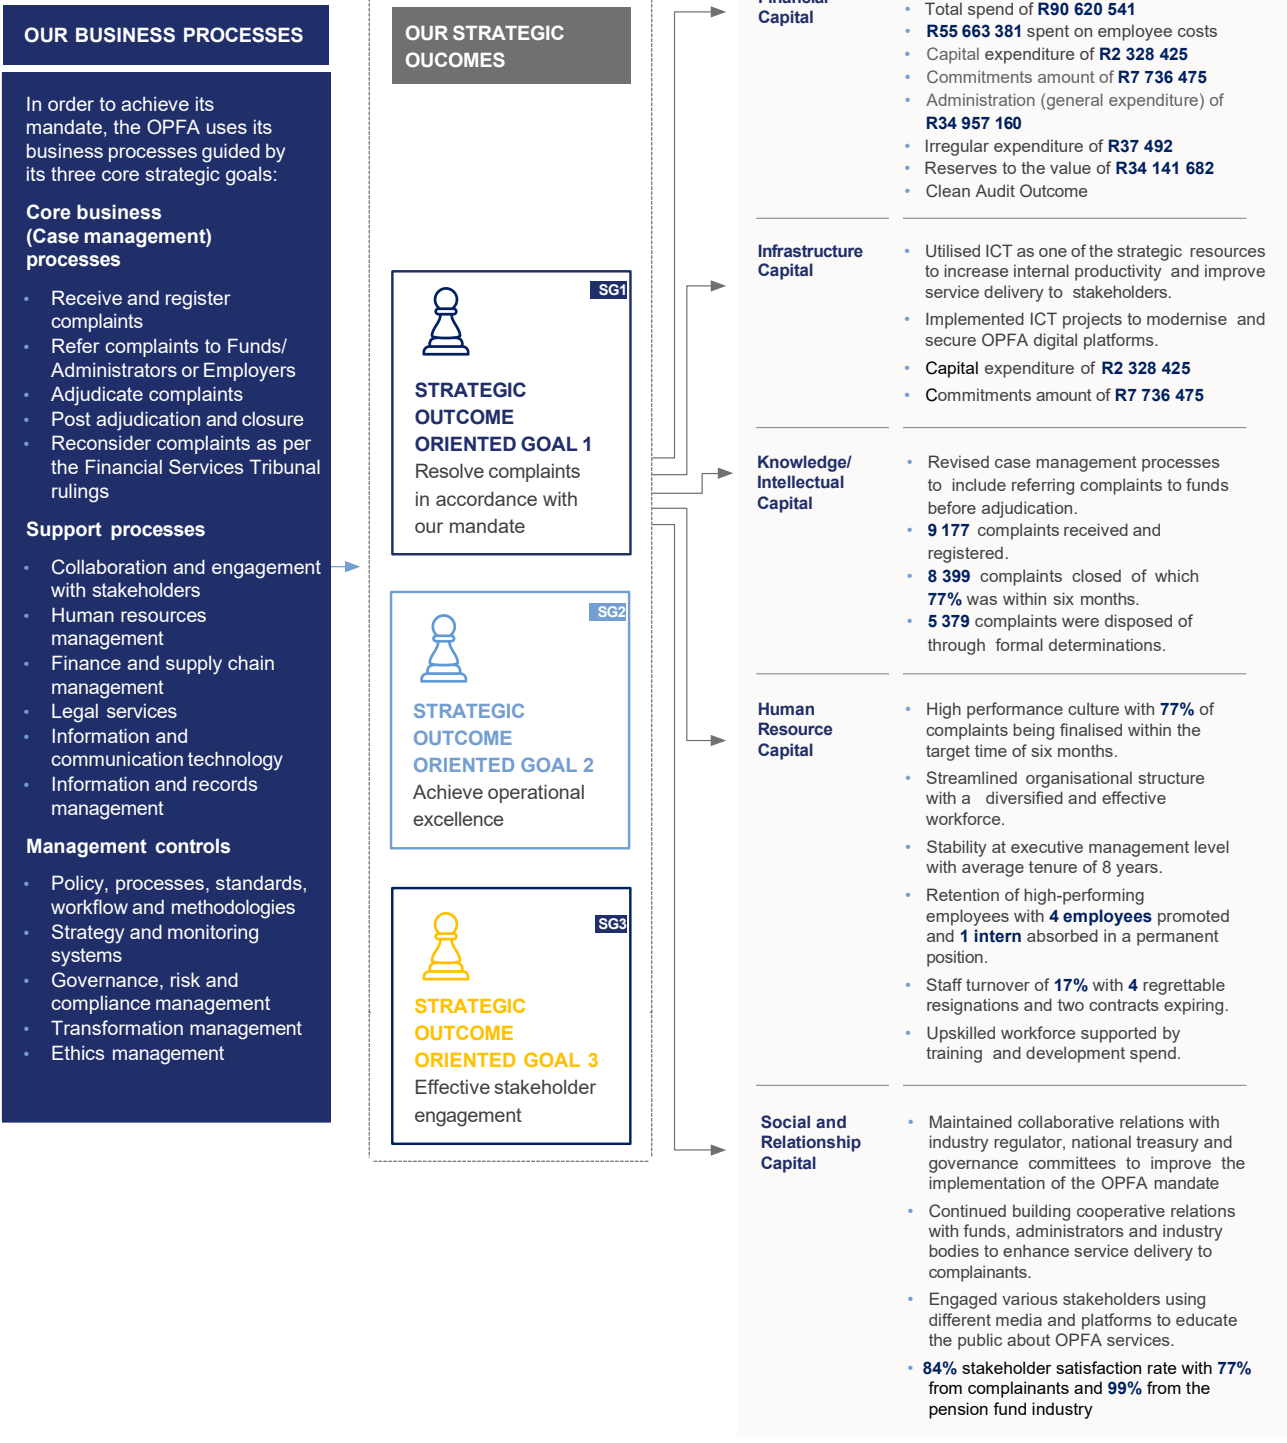 OUR BUSINESS PROCESSES
In order to achieve its
mandate, the OPFA uses its
business processes guided by
its three core strategic goals:
Core business
(Case management)
processes
• Receive and register
complaints
• Refer complaints to Funds/
Administrators or Employers
• Adjudicate complaints
• Post adjudication and closure
• Reconsider complaints as per
the Financial Services Tribunal
rulings
Support processes
• Collaboration and engagement
with stakeholders
• Human resources
management
• Finance and supply chain
management
• Legal services
• Information and
communication technology
• Information and records
management
Management controls
• Policy, processes, standards,
workflow and methodologies
• Strategy and monitoring
systems
• Governance, risk and
compliance management
• Transformation management
• Ethics management
OUR STRATEGIC
OUCOMES
SG1
STRATEGIC
OUTCOME
ORIENTED GOAL 1
Resolve complaints
in accordance with
our mandate
SG2
STRATEGIC
OUTCOME
ORIENTED GOAL 2
Achieve operational
excellence
SG3
STRATEGIC
OUTCOME
ORIENTED GOAL 3
Effective stakeholder
engagement
Financial
Capital
• Total spend of R90 620 541
• R55 663 381 spent on employee costs
• Capital expenditure of R2 328 425
• Commitments amount of R7 736 475
• Administration (general expenditure) of
R34 957 160
• Irregular expenditure of R37 492
• Reserves to the value of R34 141 682
• Clean Audit Outcome
Infrastructure
Capital
• Utilised ICT as one of the strategic resources
to increase internal productivity and improve
service delivery to stakeholders.
• Implemented ICT projects to modernise and
secure OPFA digital platforms.
• Capital expenditure of R2 328 425
• Commitments amount of R7 736 475
Knowledge/
Intellectual
Capital
• Revised case management processes
to include referring complaints to funds
before adjudication.
• 9 177 complaints received and
registered.
• 8 399 complaints closed of which
77% was within six months.
• 5 379 complaints were disposed of
through formal determinations.
Human
Resource
Capital
• High performance culture with 77% of
complaints being finalised within the
target time of six months.
• Streamlined organisational structure
with a diversified and effective
workforce.
• Stability at executive management level
with average tenure of 8 years.
• Retention of high-performing
employees with 4 employees promoted
and 1 intern absorbed in a permanent
position.
• Staff turnover of 17% with 4 regrettable
resignations and two contracts expiring.
• Upskilled workforce supported by
training and development spend.
Social and
Relationship
Capital
• Maintained collaborative relations with
industry regulator, national treasury and
governance committees to improve the
implementation of the OPFA mandate
• Continued building cooperative relations
with funds, administrators and industry
bodies to enhance service delivery to
complainants.
• Engaged various stakeholders using
different media and platforms to educate
the public about OPFA services.
• 84% stakeholder satisfaction rate with 77%
from complainants and 99% from the
pension fund industry